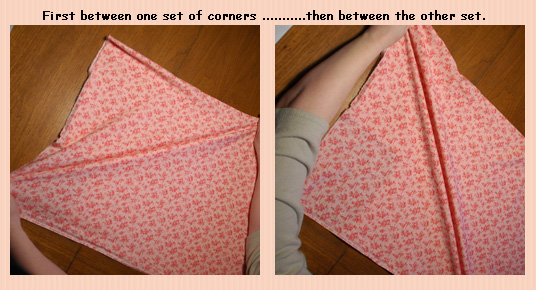 First between one set of corners ...........then between the other set.